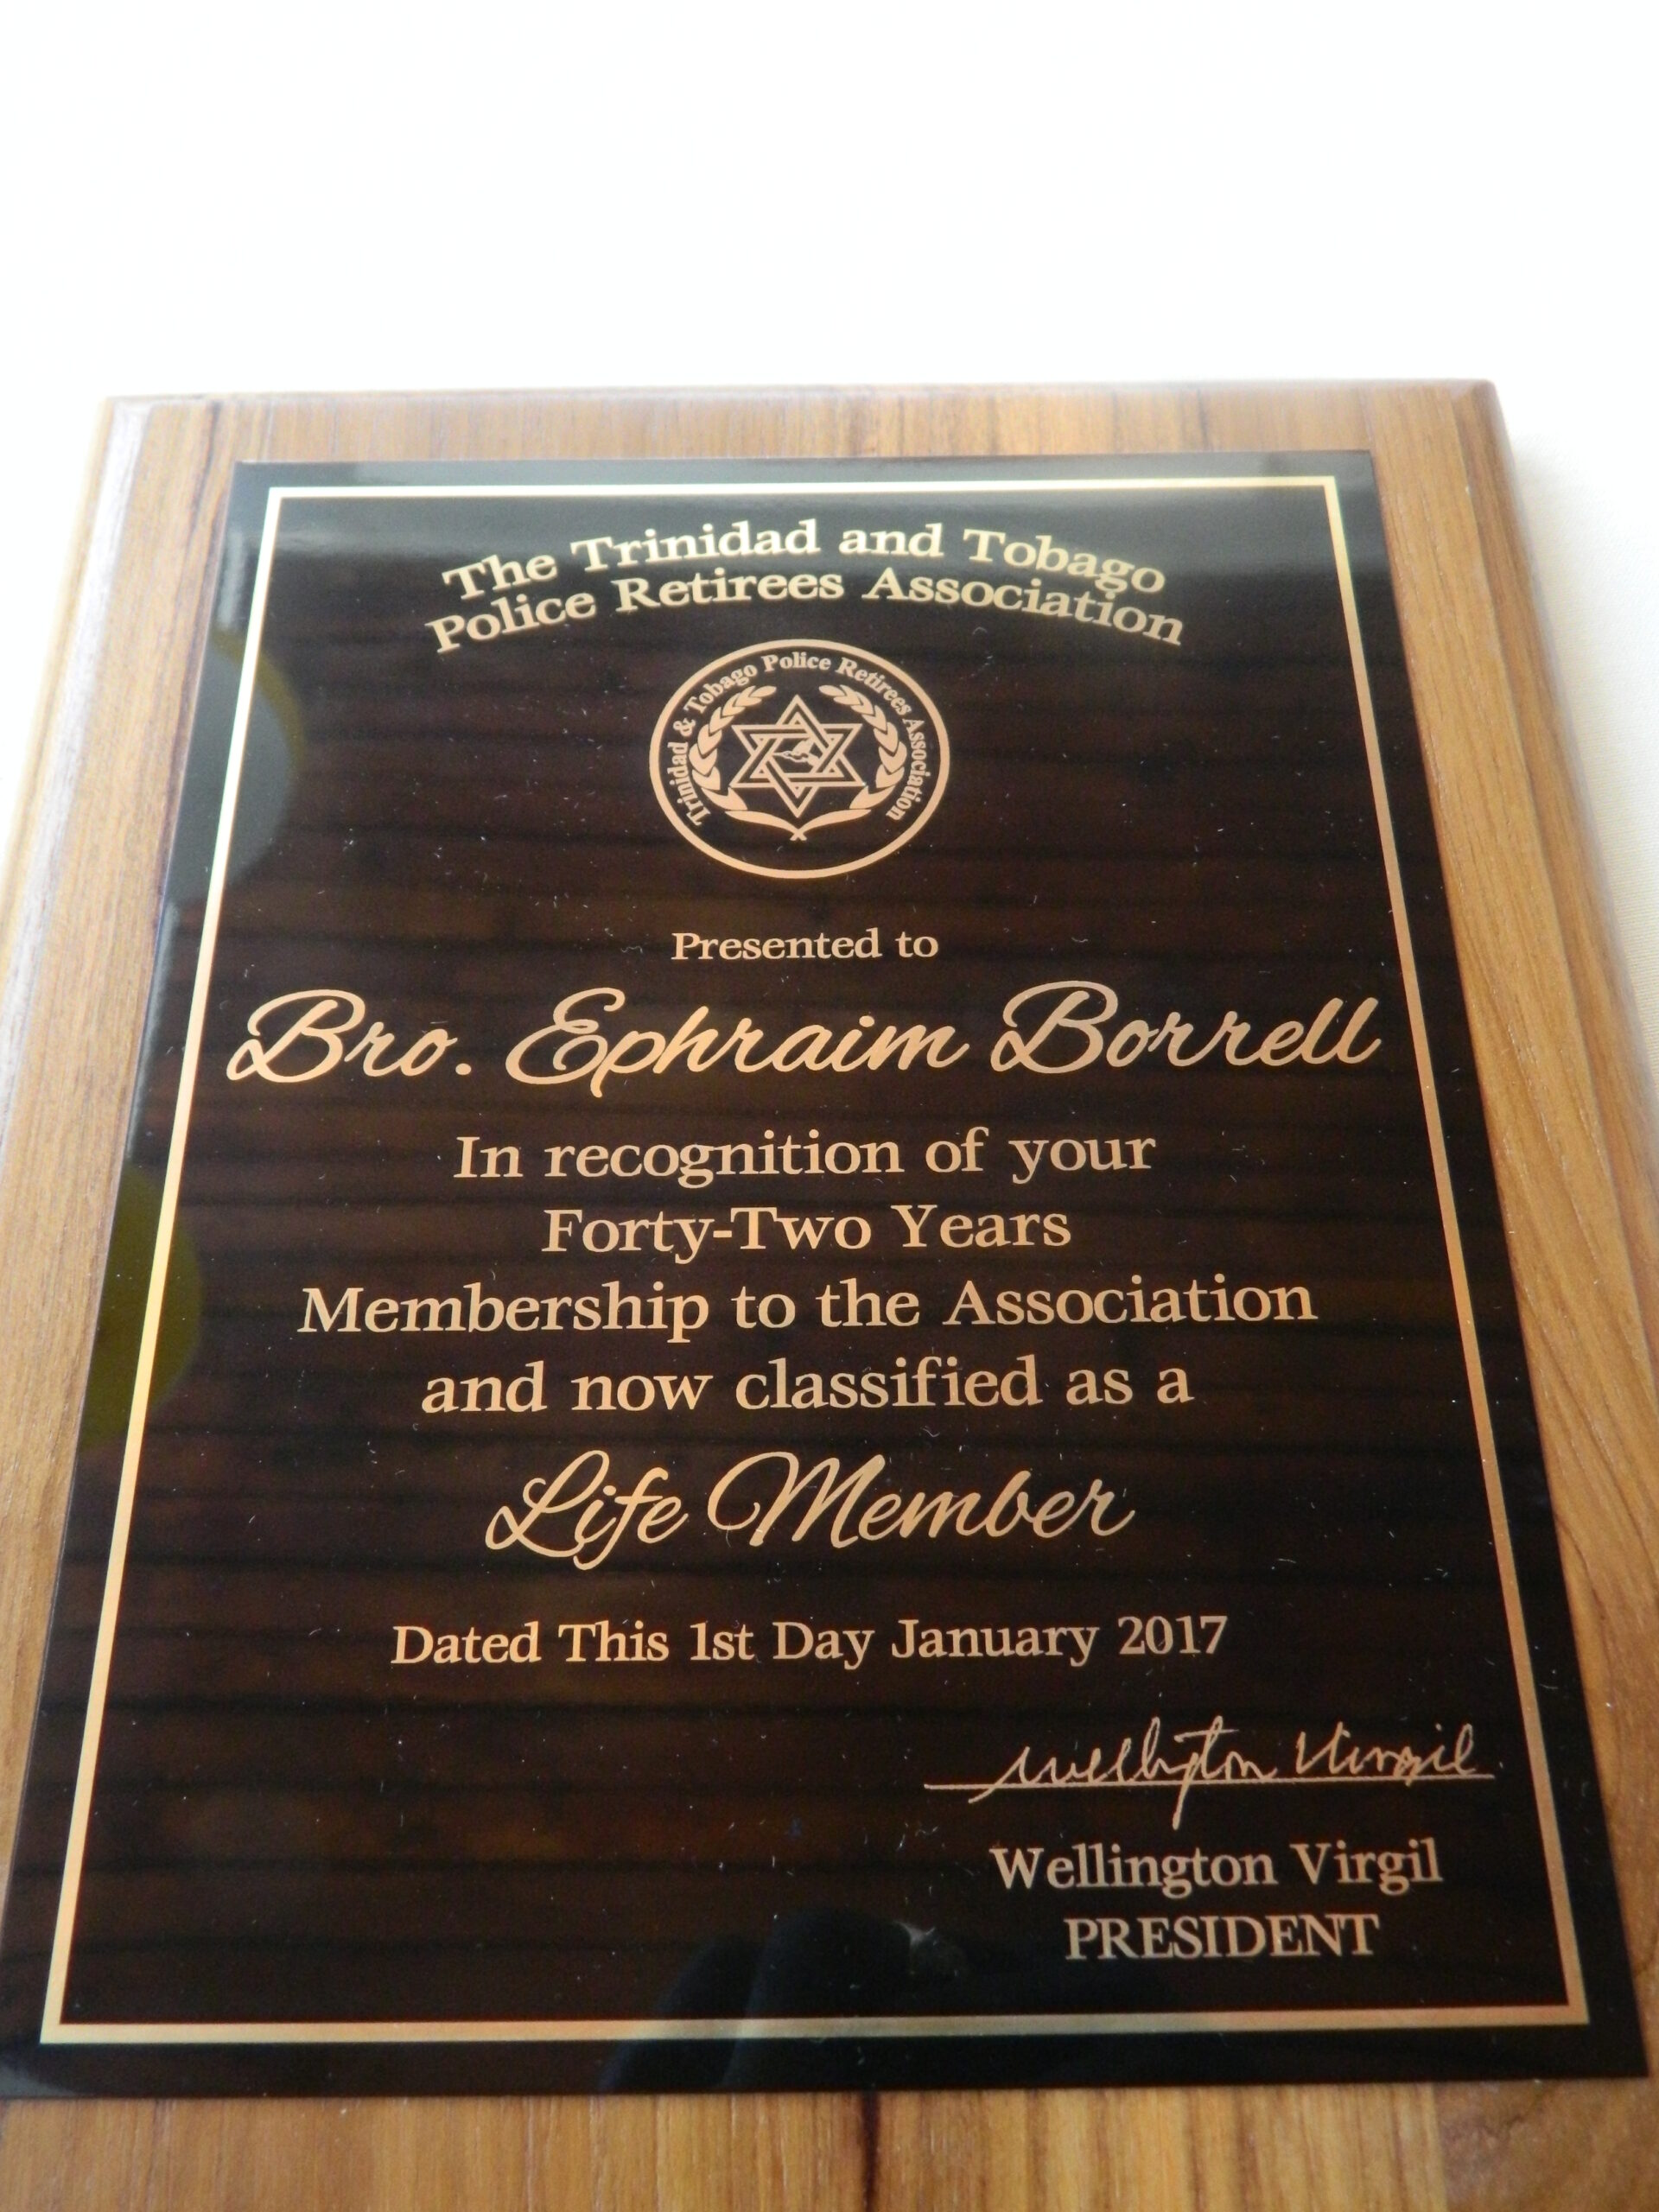 The Trinidad and Tobago
Police Retirees Association
Trinidad & Tobago Police Retirees Association
Presented to
Bro. Ephraim Borrell
In recognition of your
Forty-Two Years
Membership to the Association
and now classified as a
Life Member
Dated This 1st Day January 2017
Wellington Virgil
Wellington Virgil
PRESIDENT